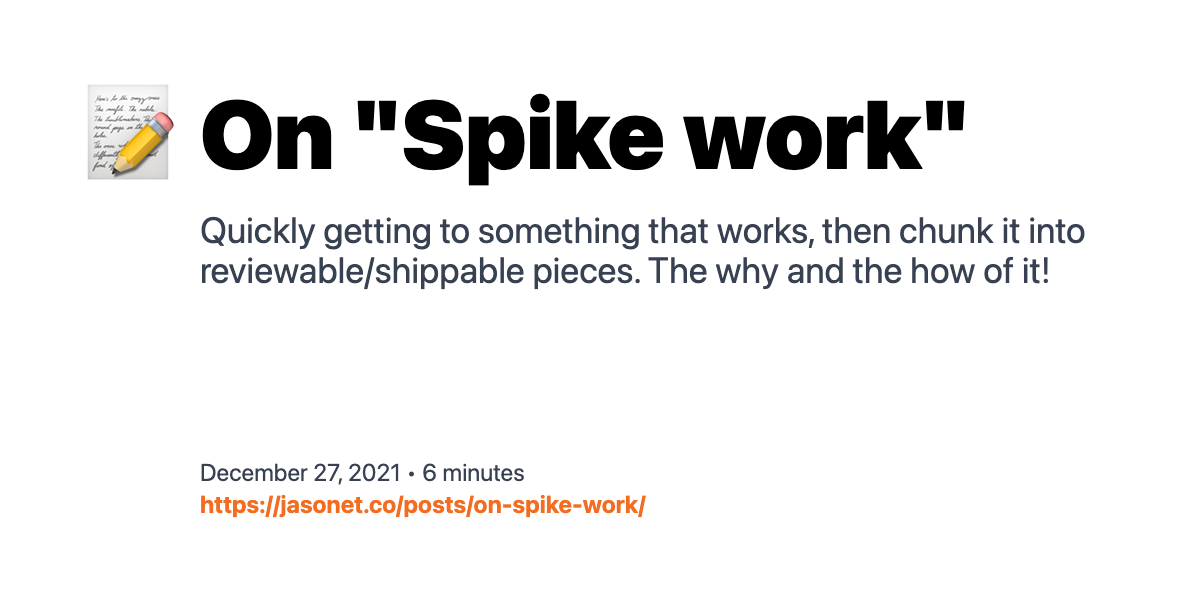 On "Spike work"
Quickly getting to something that works, then chunk it into
reviewable/shippable pieces. The why and the how of it!
December 27, 2021 • 6 minutes
https://jasonet.co/posts/on-spike-work/